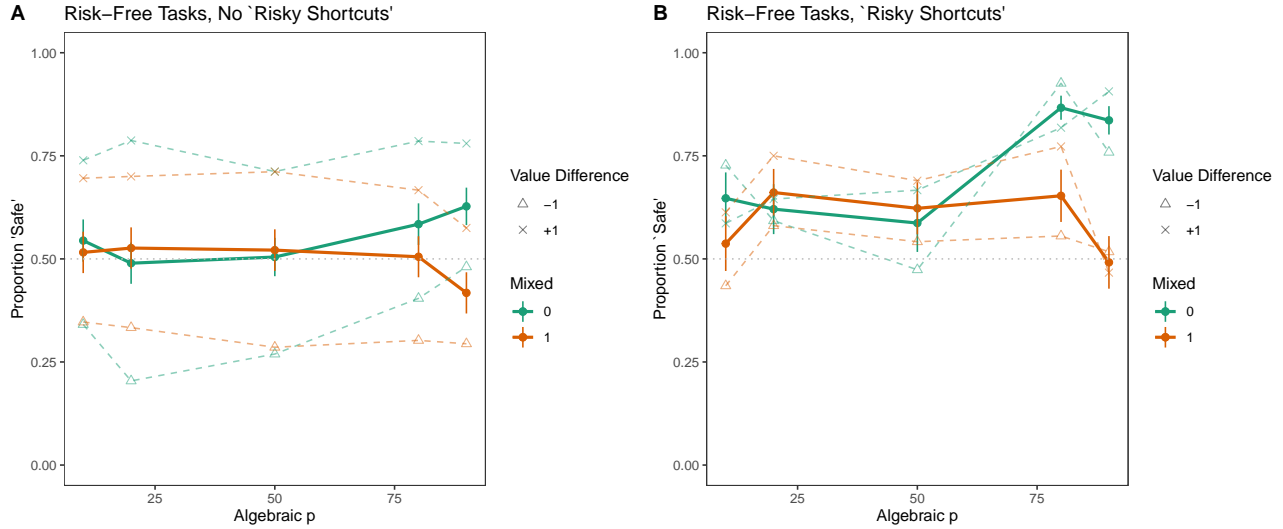 A
Risk−Free Tasks, No `Risky Shortcuts'
1.00
0.75
0.50
0.25
0.00
Proportion 'Safe'
25
50
75
Algebraic p
Value Difference
−1
+1
Mixed
0
1
B
Risk−Free Tasks, `Risky Shortcuts'
1.00
0.75
0.50
0.25
0.00
Proportion `Safe'
25
50
75
Algebraic p
Value Difference
−1
+1
Mixed
0
1